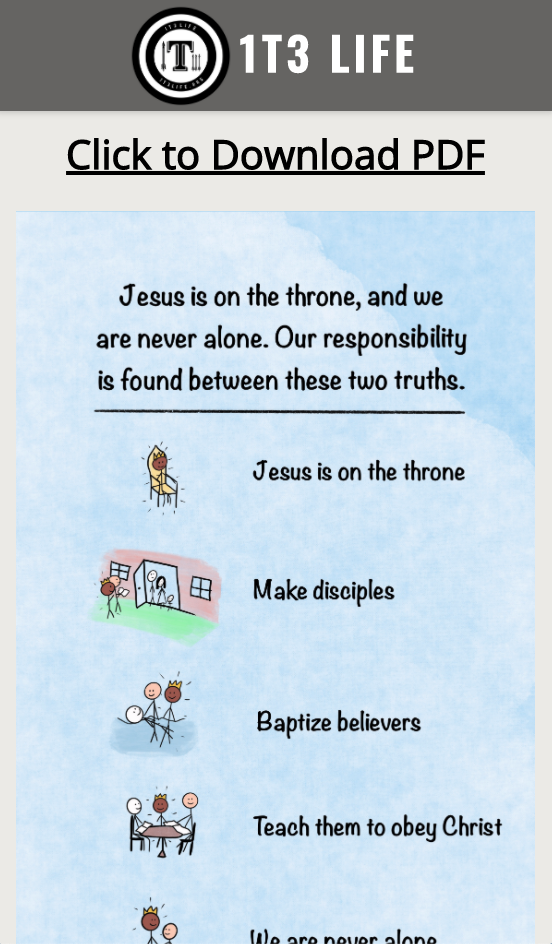 1T3 LIFE
1T3 LIFE
Click to Download PDF
Jesus is on the throne, and we
are never alone. Our responsibility
is found between these two truths.
Jesus is on the throne
Make disciples
Baptize believers
Teach them to obey Christ
We are never alone